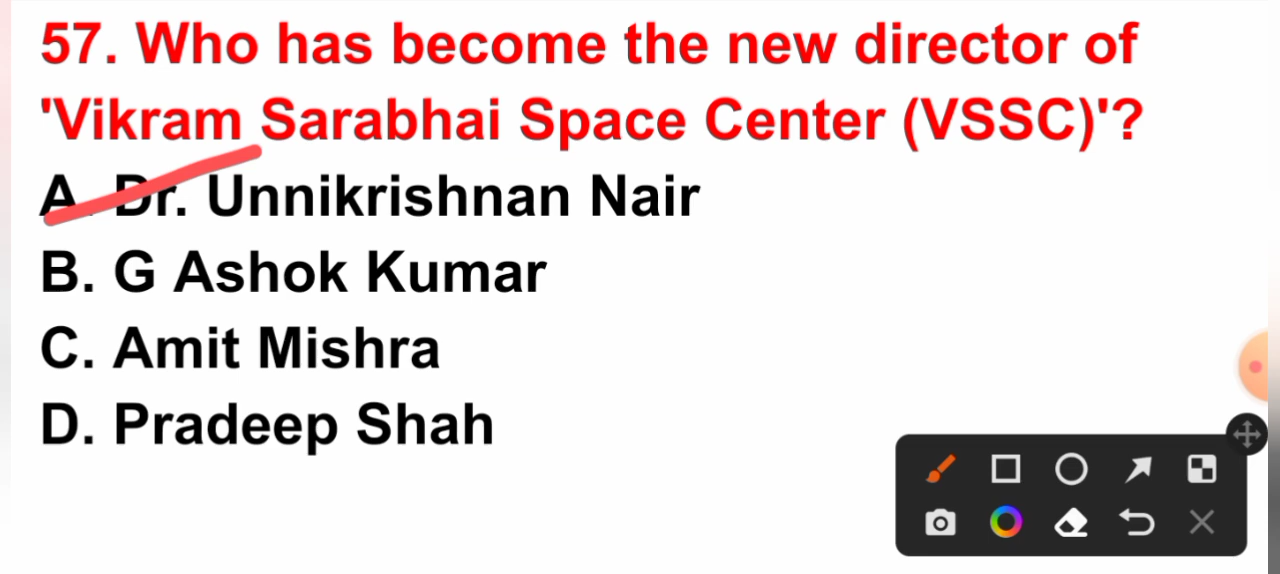 57. Who has become the new director of
'Vikram Sarabhai Space Center (VSSC)'?
A. Dr. Unnikrishnan Nair
B. G Ashok Kumar
C. Amit Mishra
D. Pradeep Shah